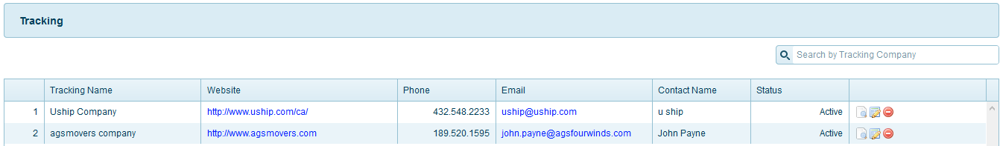 Tracking
Search by Tracking Company
Tracking Name Website Phone Email Contact Name Status
1 Uship Company http://www.uship.com/ca/ 432.548.2233 uship@uship.com u ship Active
2 agsmovers company http://www.agsmovers.com 189.520.1595 john.payne@agsfourwinds.com John Payne Active